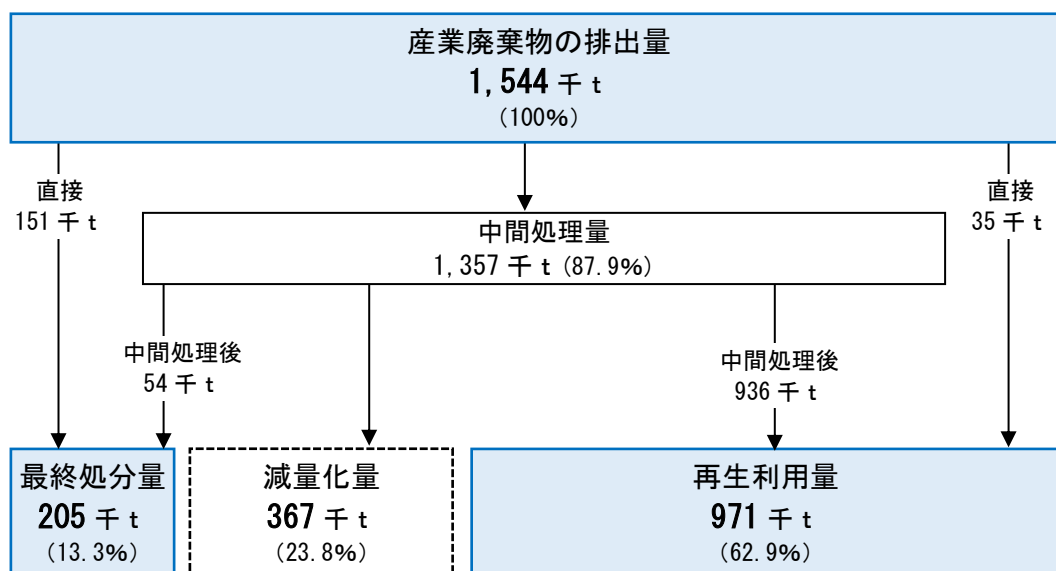 産業廃棄物の排出量
1,544 千 t
(100%)
直接
151 千 t
直接
35 千 t
中間処理量
1,357 千 t (87.9%)
中間処理後
54 千 t
中間処理後
936 千 t
最終処分量
205 千 t
(13.3%)
減量化量
367 千 t
(23.8%)
再生利用量
971 千 t
(62.9%)